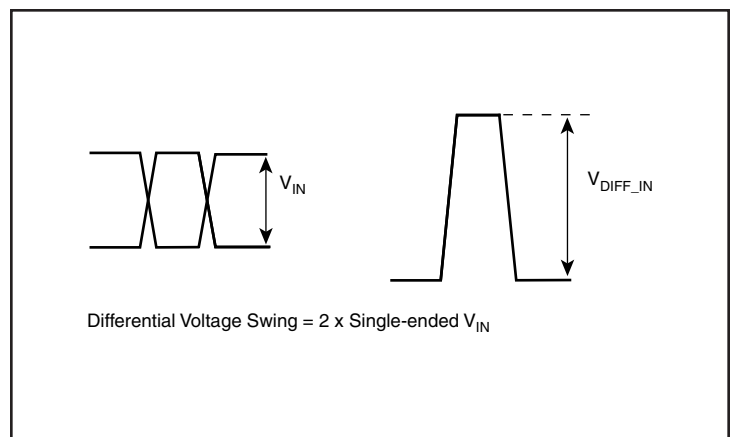 V_IN
V_DIFF_IN
Differential Voltage Swing = 2 x Single-ended V_IN